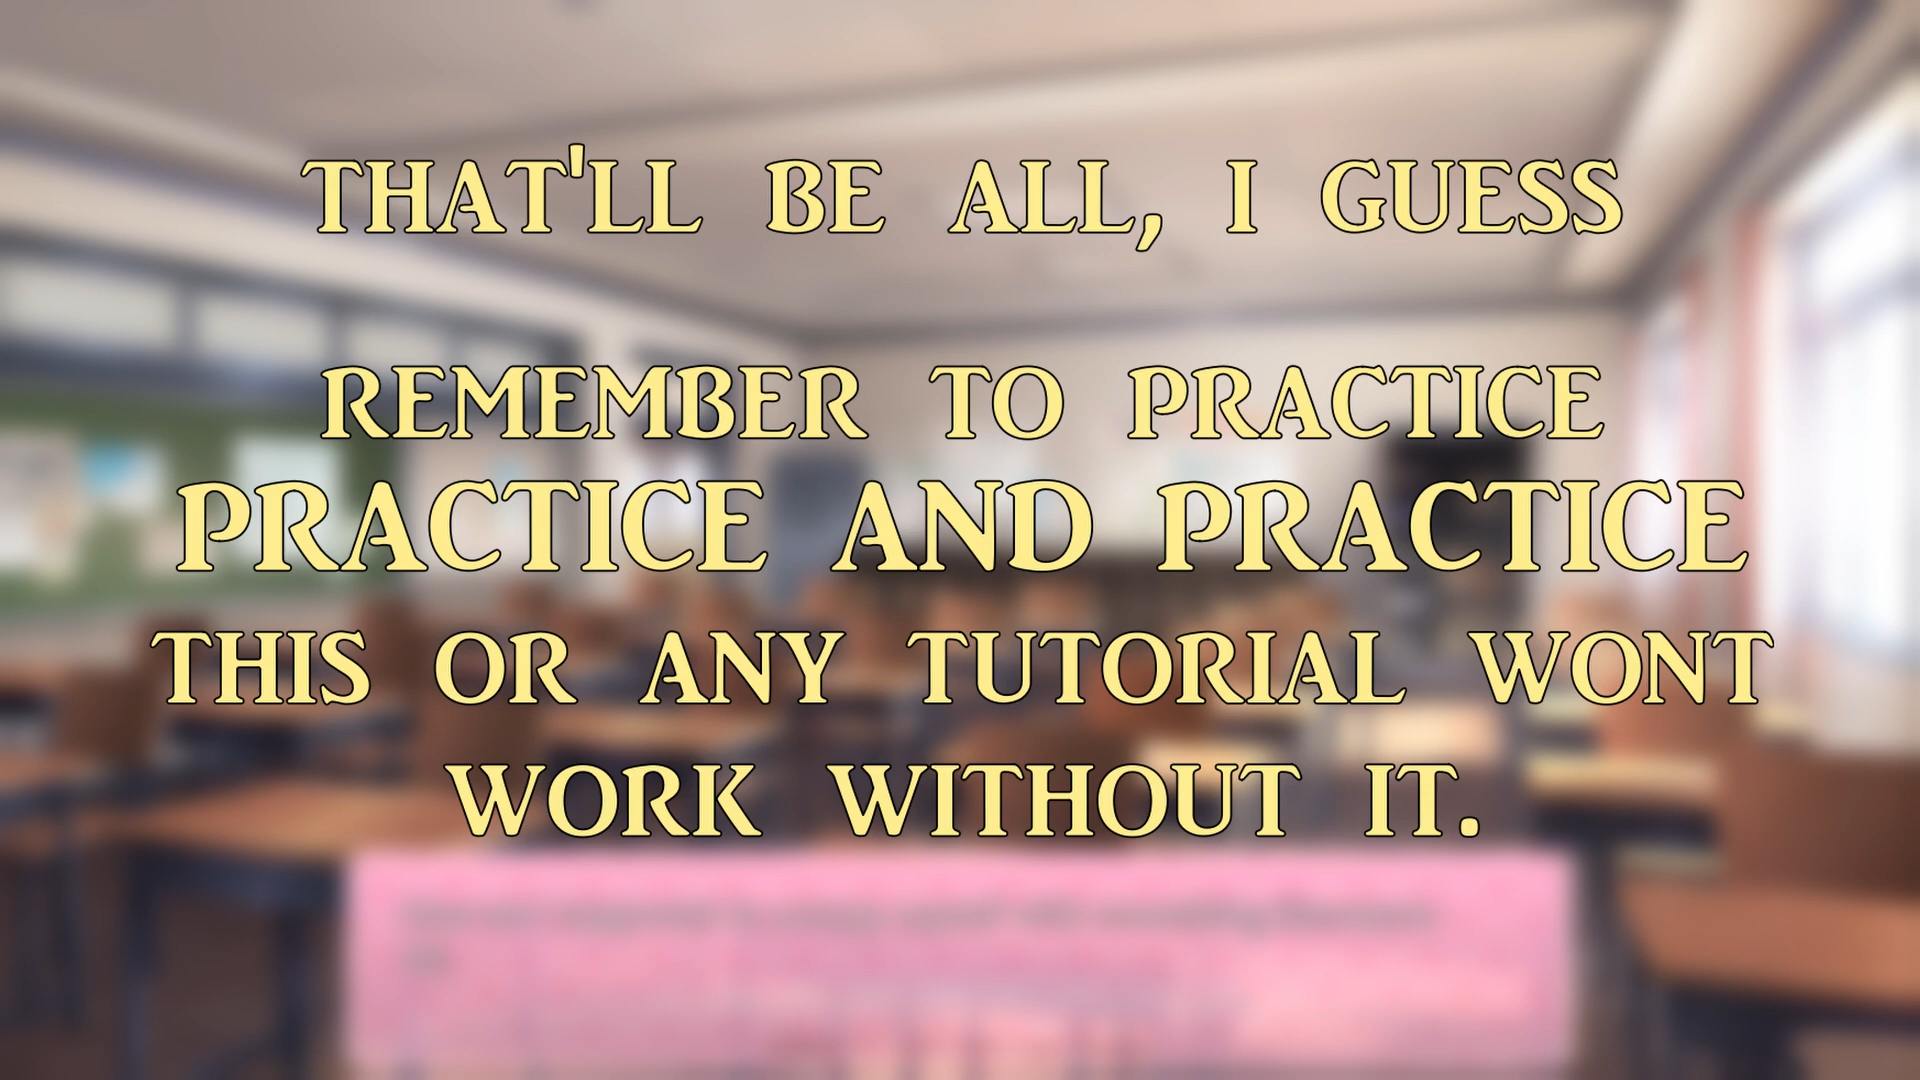 THAT'LL BE ALL, I GUESS
REMEMBER TO PRACTICE
PRACTICE AND PRACTICE
THIS OR ANY TUTORIAL WONT
WORK WITHOUT IT.